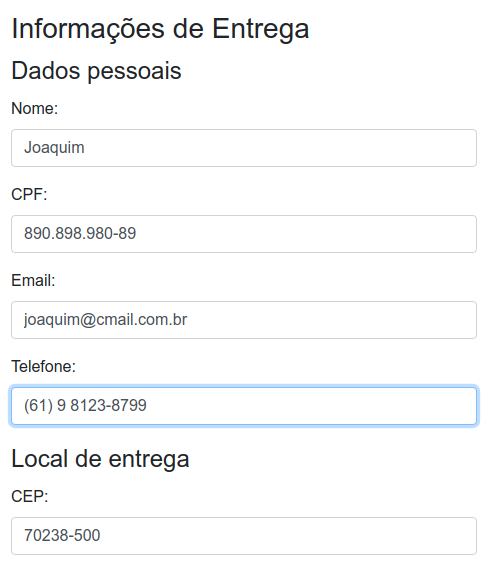 Informações de Entrega
Dados pessoais
Nome:
Joaquim
CPF:
890.898.980-89
Email:
joaquim@cmail.com.br
Telefone:
(61) 9 8123-8799
Local de entrega
CEP:
70238-500